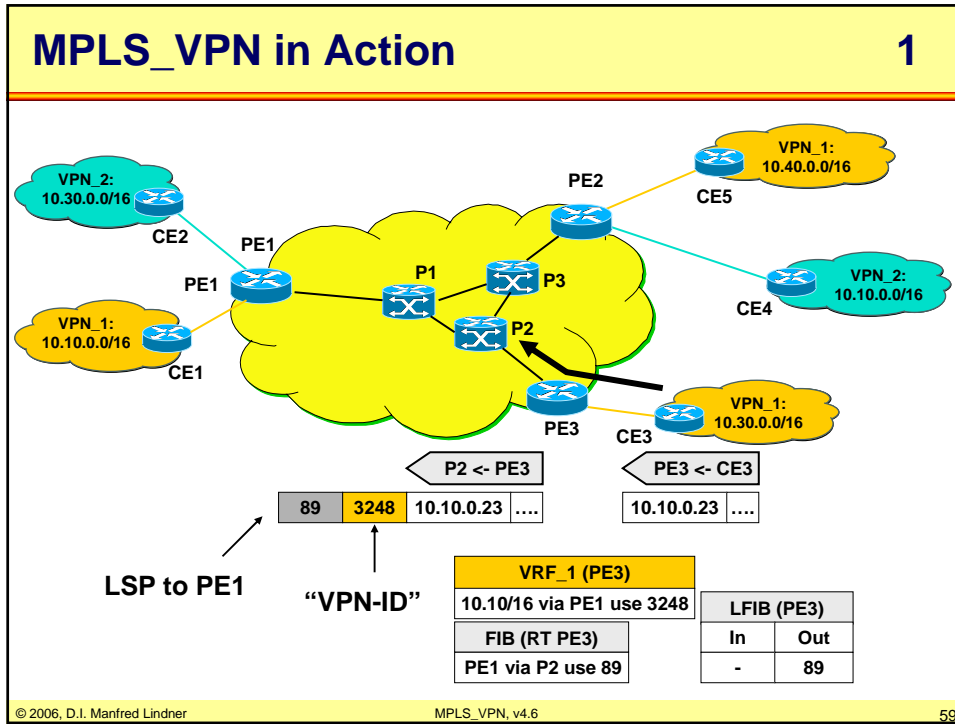 MPLS_VPN in Action 1
VPN_2:
10.30.0.0/16
CE2
PE1
PE1
VPN_1:
10.10.0.0/16
CE1
P1
P3
P2
PE2
VPN_1:
10.40.0.0/16
CE5
VPN_2:
10.10.0.0/16
CE4
PE3
CE3
VPN_1:
10.30.0.0/16
P2 <- PE3
PE3 <- CE3
89 3248 10.10.0.23 ....
10.10.0.23 ....
LSP to PE1
“VPN-ID”
VRF_1 (PE3)
10.10/16 via PE1 use 3248
FIB (RT PE3)
PE1 via P2 use 89
LFIB (PE3)
In Out
- 89
© 2006, D.I. Manfred Lindner
MPLS_VPN, v4.6
59